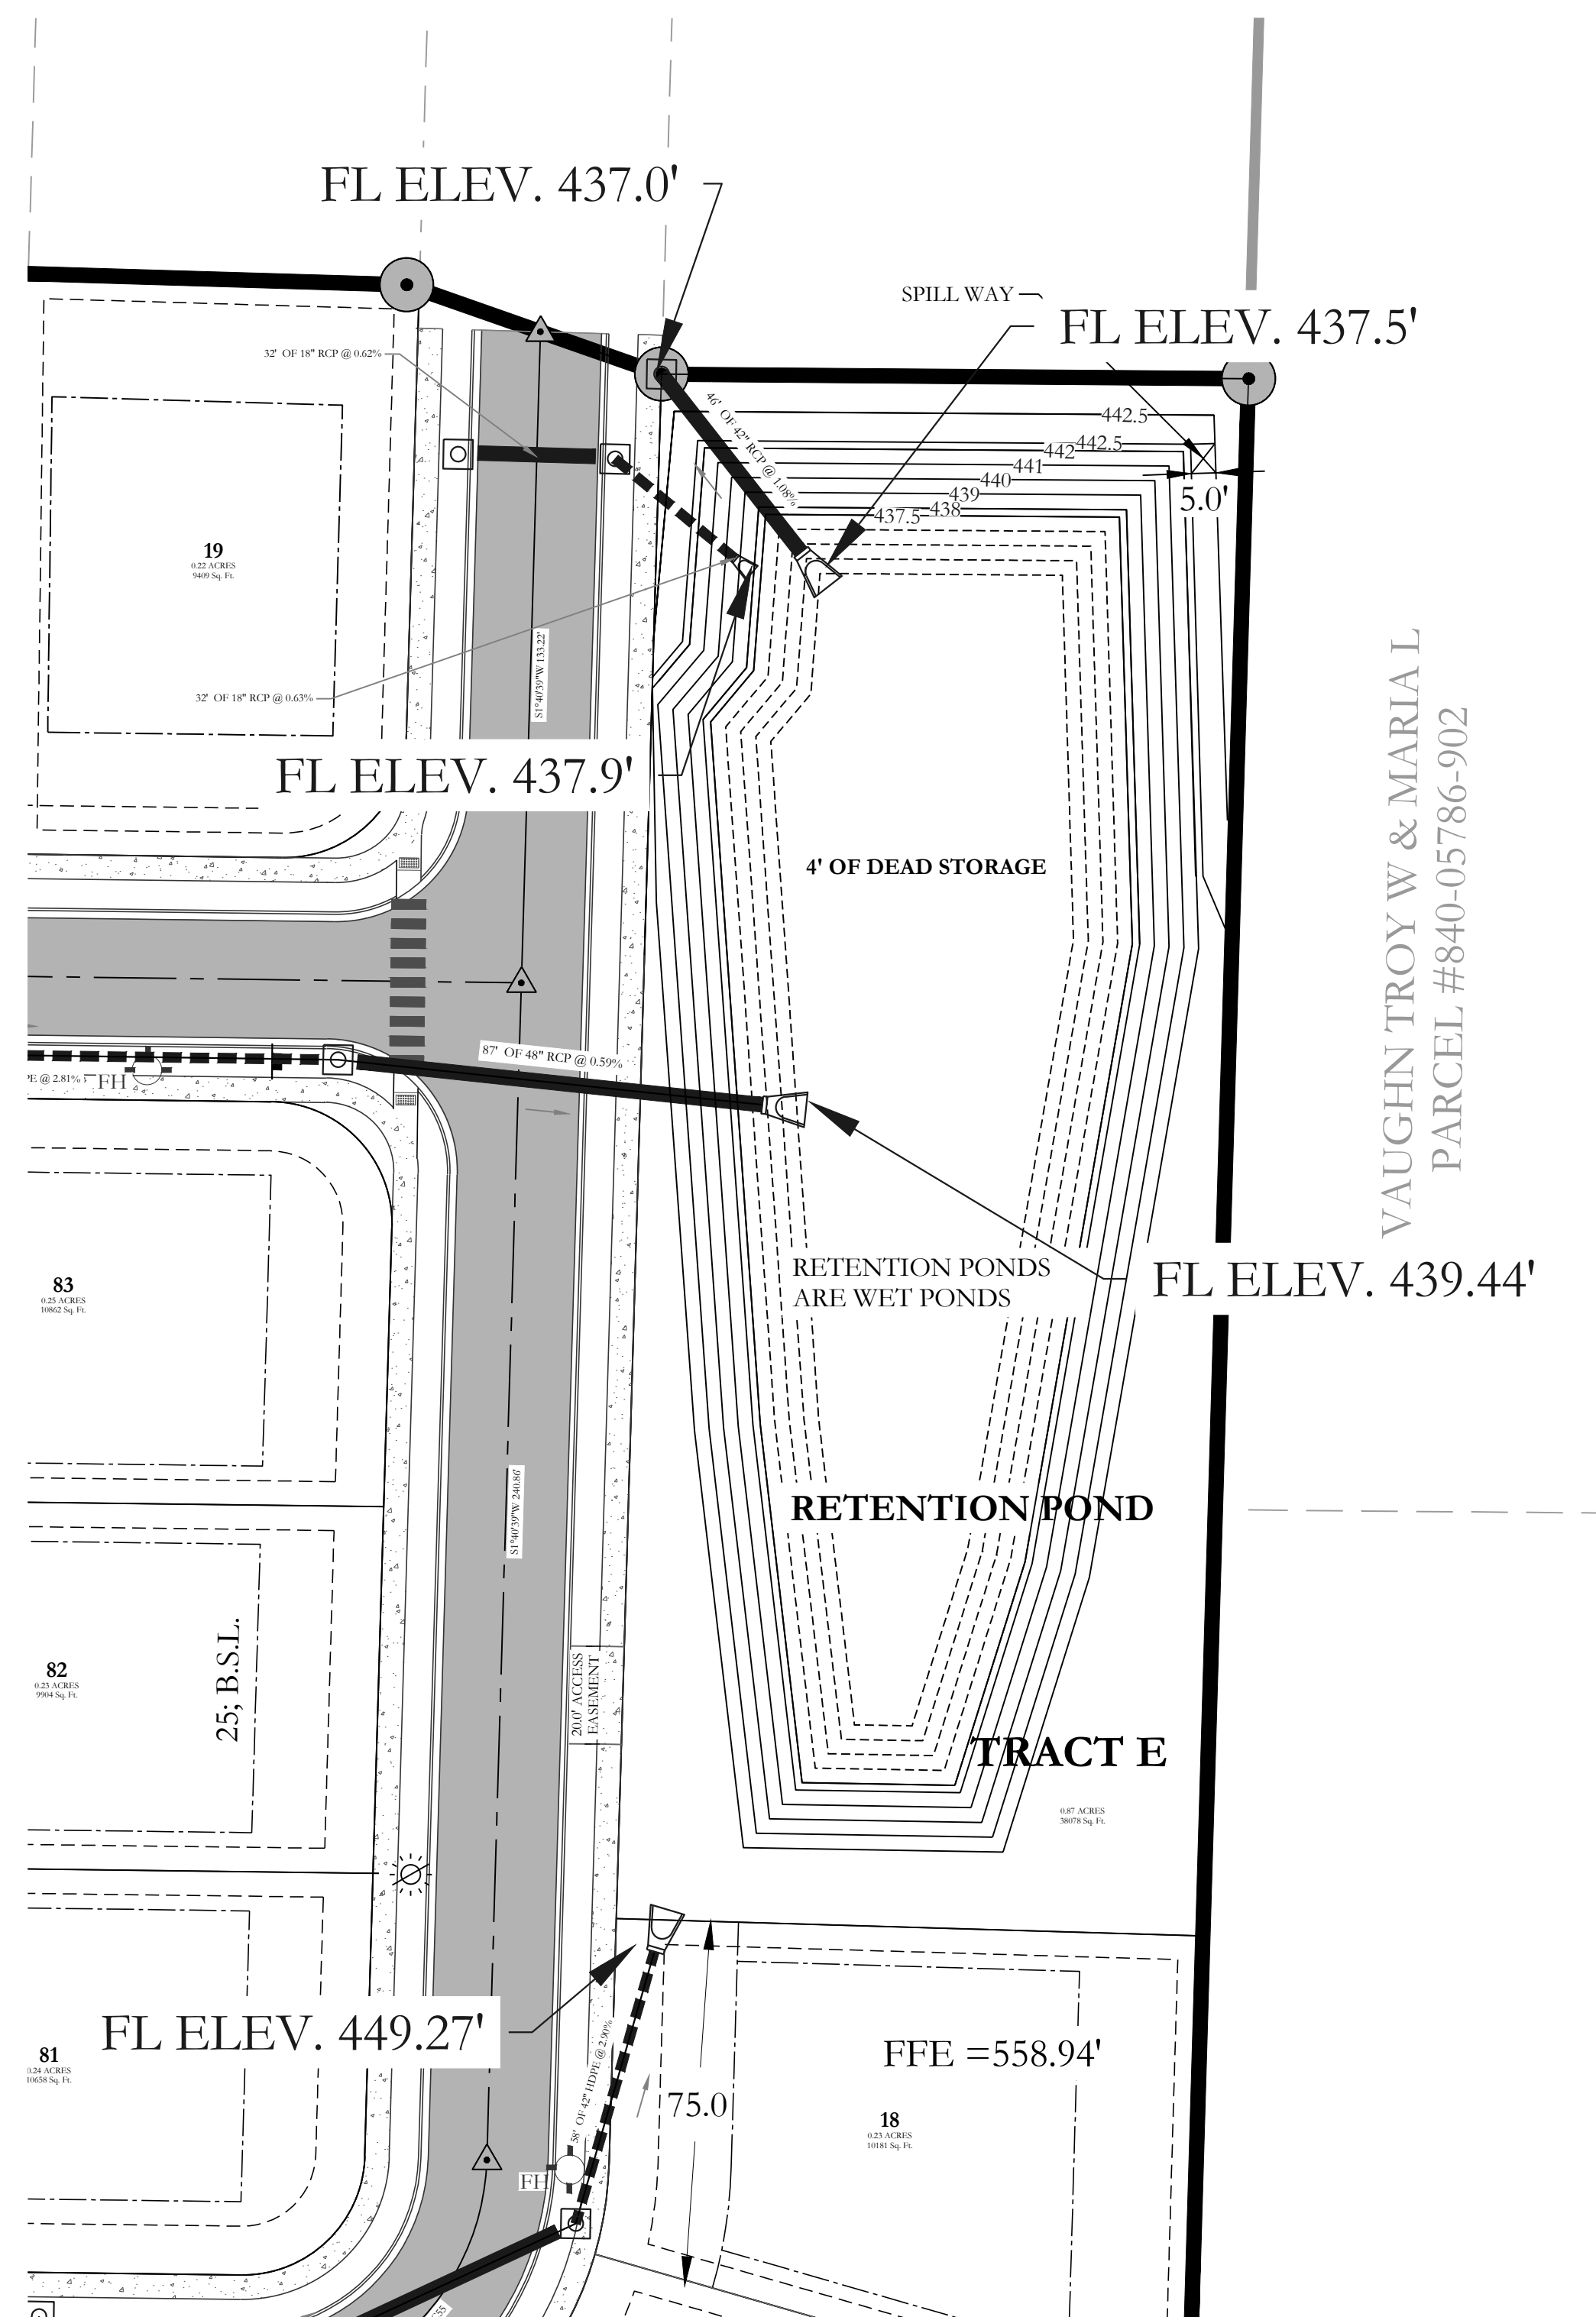 FL ELEV. 437.0'
SPILL WAY
FL ELEV. 437.5'
32' OF 18" RCP @ 0.62%
46' OF 42" RCP @ 1.08%
442.5
442.5
442
441
440
439
438
437.5
5.0'
19
0.22 ACRES
9409 Sq. Ft.
S1°40'39"W 133.22'
32' OF 18" RCP @ 0.63%
FL ELEV. 437.9'
4' OF DEAD STORAGE
VAUGHN TROY W & MARIA L
PARCEL #840-05786-902
87' OF 48" RCP @ 0.59%
PE @ 2.81%
FH
RETENTION PONDS
ARE WET PONDS
FL ELEV. 439.44'
83
0.25 ACRES
10862 Sq. Ft.
S1°40'39"W 240.86'
RETENTION POND
82
0.23 ACRES
9904 Sq. Ft.
25; B.S.L.
20.0' ACCESS
EASEMENT
TRACT E
0.87 ACRES
38078 Sq. Ft.
FL ELEV. 449.27'
81
0.24 ACRES
10658 Sq. Ft.
58' OF 42" HDPE @ 2.90%
FFE =558.94'
75.0
18
0.23 ACRES
10181 Sq. Ft.
FH